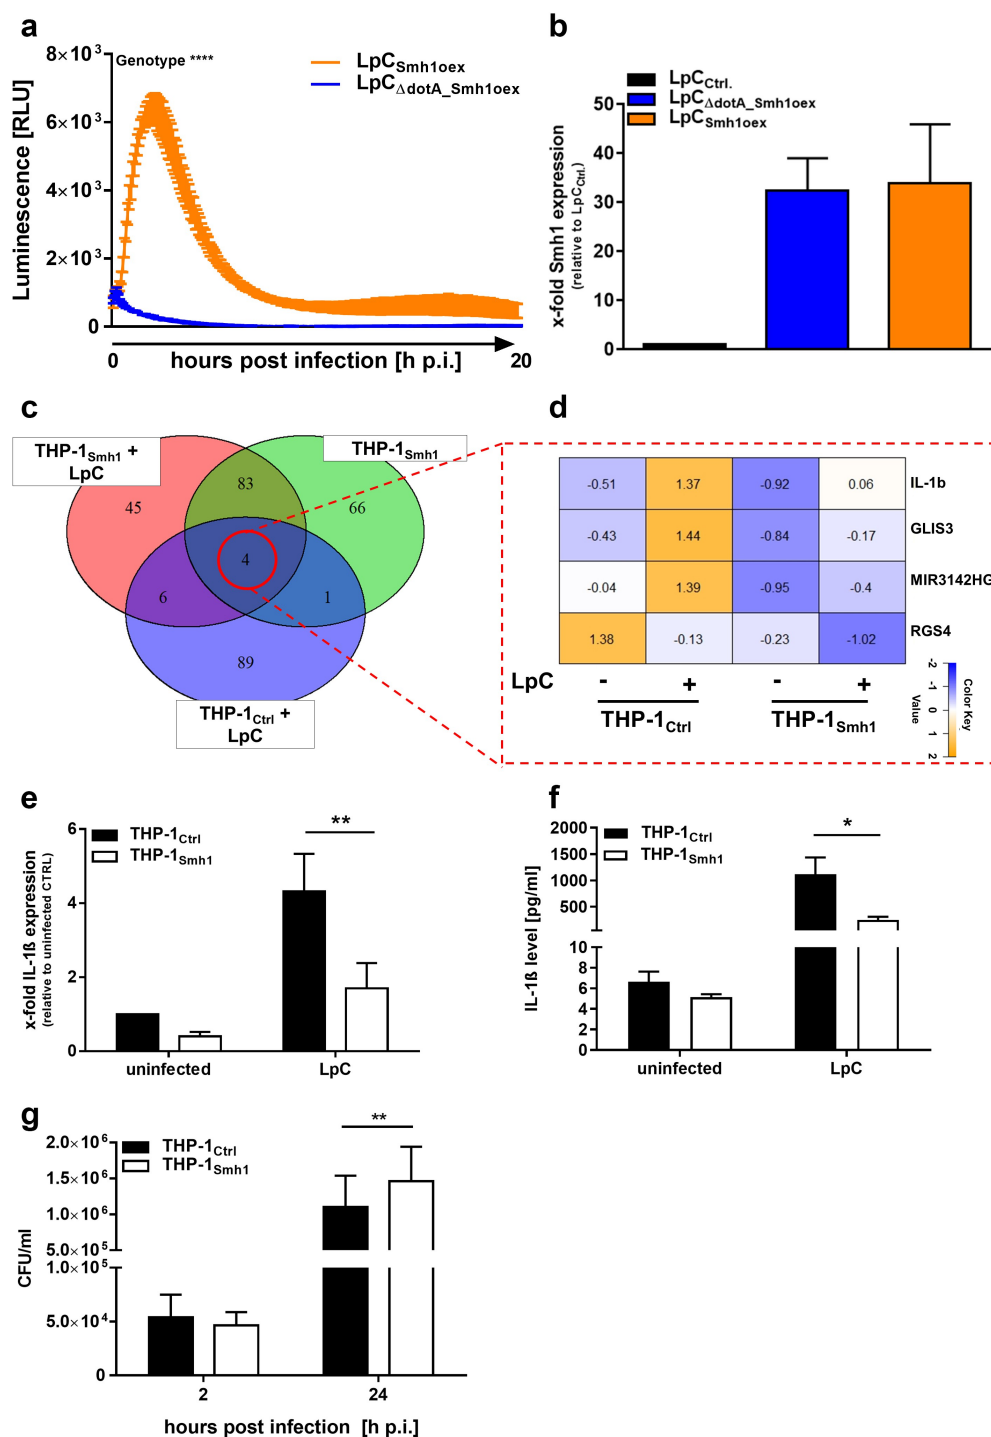 a
8×10³
6×10³
4×10³
2×10³
0
Luminescence [RLU]
Genotype ****
LpCSmh1oex
LpCΔdotA_Smh1oex
0
hours post infection [h p.i.]
20
b
x-fold Smh1 expression
(relative to LpCCtrl.)
50
40
30
20
10
0
LpCCtrl.
LpCΔdotA_Smh1oex
LpCSmh1oex
c
THP-1Smh1 +
LpC
THP-1Smh1
45
83
66
4
6
1
89
THP-1Ctrl +
LpC
d
-0.51 1.37 -0.92 0.06 IL-1b
-0.43 1.44 -0.84 -0.17 GLIS3
-0.04 1.39 -0.95 -0.4 MIR3142HG
1.38 -0.13 -0.23 -1.02 RGS4
LpC - + - +
THP-1Ctrl THP-1Smh1
-2 -1 0 1 2
Value
Color Key
e
x-fold IL-1ß expression
(relative to uninfected CTRL)
6
4
2
0
THP-1Ctrl
THP-1Smh1
**
uninfected LpC
f
IL-1ß level [pg/ml]
2000
1500
1000
500
10
8
6
4
2
0
THP-1Ctrl
THP-1Smh1
*
uninfected LpC
g
CFU/ml
2.0×10⁶
1.5×10⁶
1.0×10⁶
5.0×10⁵
1.0×10⁵
5.0×10⁴
0
THP-1Ctrl
THP-1Smh1
**
2 24
hours post infection [h p.i.]